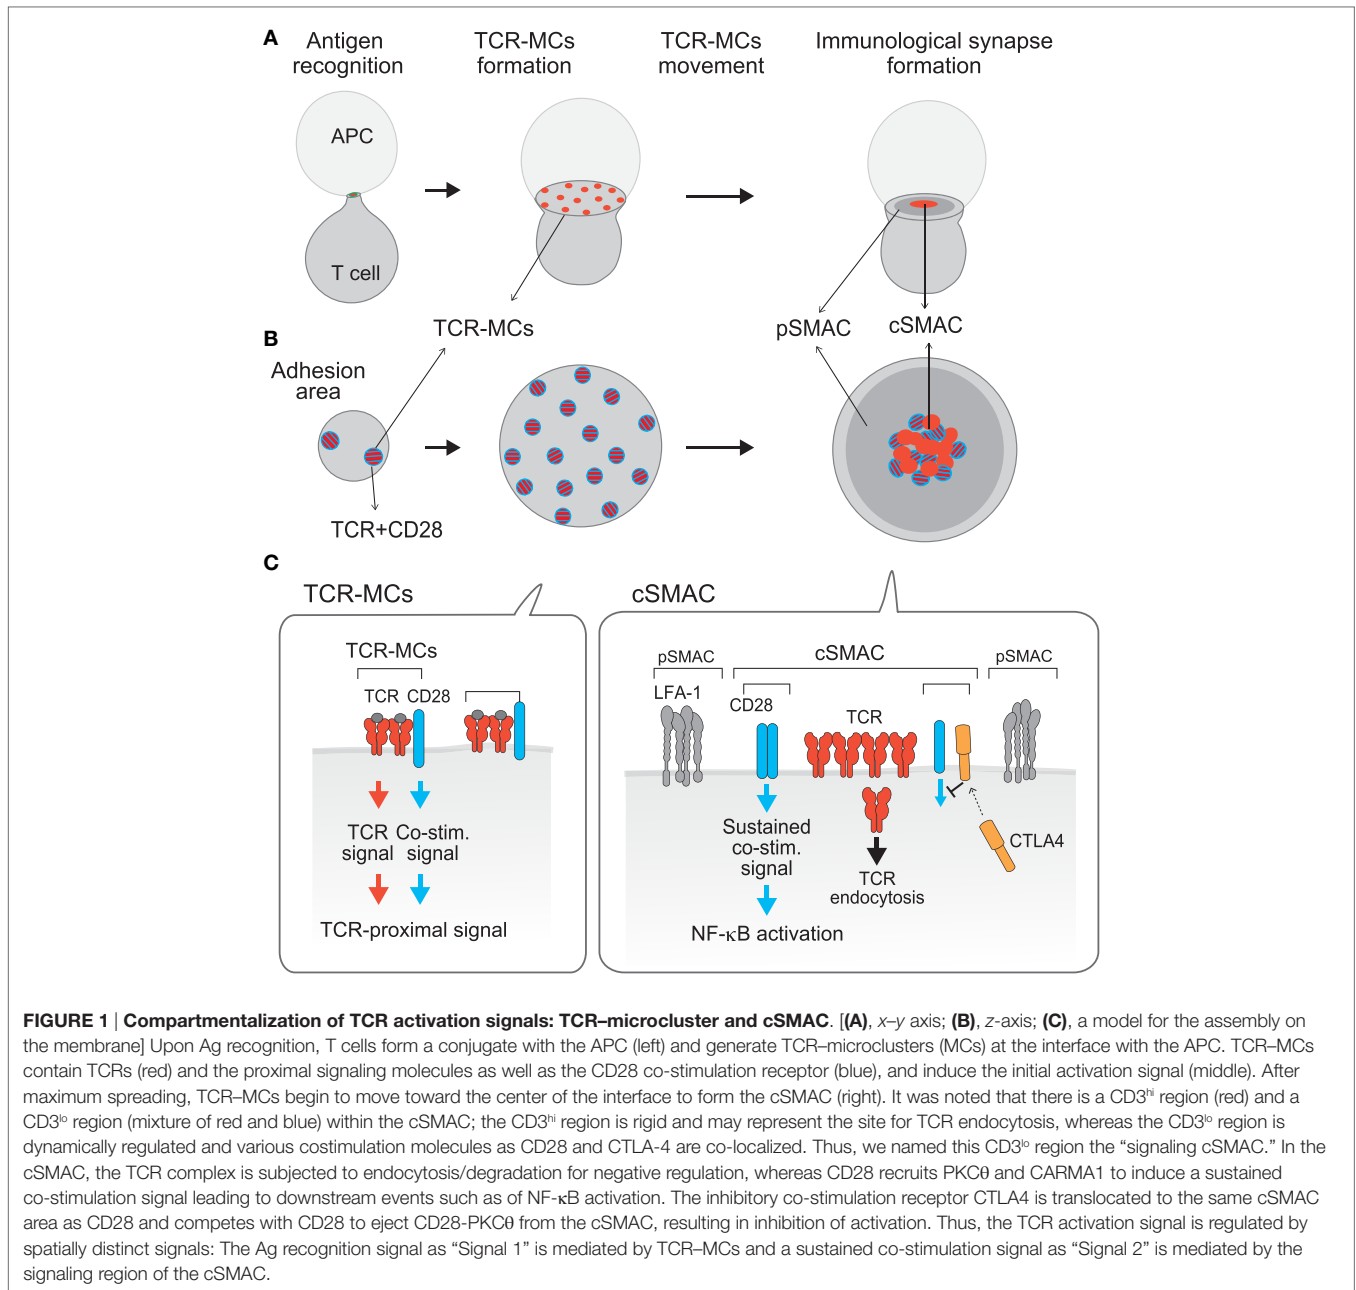 A
Antigen
recognition
TCR-MCs
formation
TCR-MCs
movement
Immunological synapse
formation
APC
T cell
TCR-MCs
pSMAC
cSMAC
B
Adhesion
area
TCR+CD28
C
TCR-MCs
cSMAC
TCR-MCs
TCR CD28
TCR
signal
Co-stim.
signal
TCR-proximal signal
pSMAC
cSMAC
pSMAC
LFA-1
CD28
TCR
Sustained
co-stim.
signal
NF-κB activation
TCR
endocytosis
CTLA4
FIGURE 1 | Compartmentalization of TCR activation signals: TCR–microcluster and cSMAC. [(A), x–y axis; (B), z-axis; (C), a model for the assembly on
the membrane] Upon Ag recognition, T cells form a conjugate with the APC (left) and generate TCR–microclusters (MCs) at the interface with the APC. TCR–MCs
contain TCRs (red) and the proximal signaling molecules as well as the CD28 co-stimulation receptor (blue), and induce the initial activation signal (middle). After
maximum spreading, TCR–MCs begin to move toward the center of the interface to form the cSMAC (right). It was noted that there is a CD3hi region (red) and a
CD3lo region (mixture of red and blue) within the cSMAC; the CD3hi region is rigid and may represent the site for TCR endocytosis, whereas the CD3lo region is
dynamically regulated and various costimulation molecules as CD28 and CTLA-4 are co-localized. Thus, we named this CD3lo region the “signaling cSMAC.” In the
cSMAC, the TCR complex is subjected to endocytosis/degradation for negative regulation, whereas CD28 recruits PKCθ and CARMA1 to induce a sustained
co-stimulation signal leading to downstream events such as of NF-κB activation. The inhibitory co-stimulation receptor CTLA4 is translocated to the same cSMAC
area as CD28 and competes with CD28 to eject CD28-PKCθ from the cSMAC, resulting in inhibition of activation. Thus, the TCR activation signal is regulated by
spatially distinct signals: The Ag recognition signal as “Signal 1” is mediated by TCR–MCs and a sustained co-stimulation signal as “Signal 2” is mediated by the
signaling region of the cSMAC.